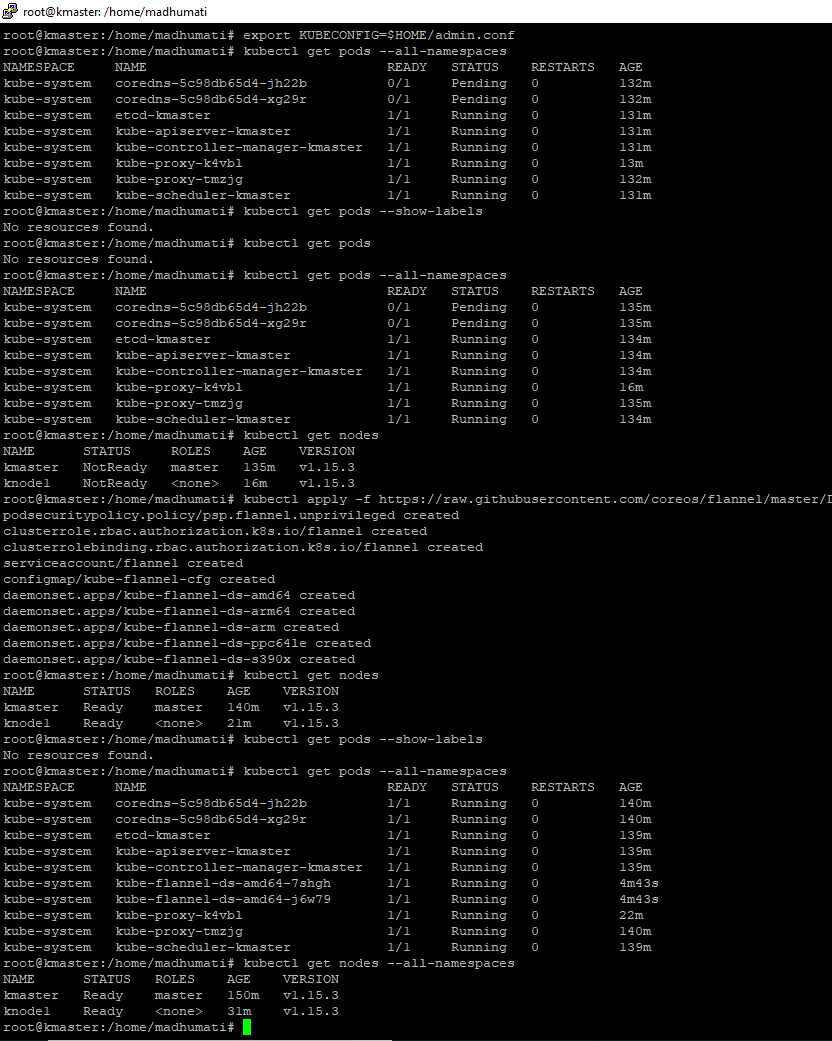 root@kmaster: /home/madhumati
root@kmaster:/home/madhumati# export KUBECONFIG=$HOME/admin.conf
root@kmaster:/home/madhumati# kubectl get pods --all-namespaces
NAMESPACE NAME READY STATUS RESTARTS AGE
kube-system coredns-5c98db65d4-jh22b 0/1 Pending 0 132m
kube-system coredns-5c98db65d4-xg29r 0/1 Pending 0 132m
kube-system etcd-kmaster 1/1 Running 0 131m
kube-system kube-apiserver-kmaster 1/1 Running 0 131m
kube-system kube-controller-manager-kmaster 1/1 Running 0 131m
kube-system kube-proxy-k4vbl 1/1 Running 0 13m
kube-system kube-proxy-tmzjg 1/1 Running 0 132m
kube-system kube-scheduler-kmaster 1/1 Running 0 131m
root@kmaster:/home/madhumati# kubectl get pods --show-labels
No resources found.
root@kmaster:/home/madhumati# kubectl get pods
No resources found.
root@kmaster:/home/madhumati# kubectl get pods --all-namespaces
NAMESPACE NAME READY STATUS RESTARTS AGE
kube-system coredns-5c98db65d4-jh22b 0/1 Pending 0 135m
kube-system coredns-5c98db65d4-xg29r 0/1 Pending 0 135m
kube-system etcd-kmaster 1/1 Running 0 134m
kube-system kube-apiserver-kmaster 1/1 Running 0 134m
kube-system kube-controller-manager-kmaster 1/1 Running 0 134m
kube-system kube-proxy-k4vbl 1/1 Running 0 16m
kube-system kube-proxy-tmzjg 1/1 Running 0 135m
kube-system kube-scheduler-kmaster 1/1 Running 0 134m
root@kmaster:/home/madhumati# kubectl get nodes
NAME STATUS ROLES AGE VERSION
kmaster NotReady master 135m v1.15.3
knode1 NotReady <none> 16m v1.15.3
root@kmaster:/home/madhumati# kubectl apply -f https://raw.githubusercontent.com/coreos/flannel/master/D
podsecuritypolicy.policy/psp.flannel.unprivileged created
clusterrole.rbac.authorization.k8s.io/flannel created
clusterrolebinding.rbac.authorization.k8s.io/flannel created
serviceaccount/flannel created
configmap/kube-flannel-cfg created
daemonset.apps/kube-flannel-ds-amd64 created
daemonset.apps/kube-flannel-ds-arm64 created
daemonset.apps/kube-flannel-ds-arm created
daemonset.apps/kube-flannel-ds-ppc64le created
daemonset.apps/kube-flannel-ds-s390x created
root@kmaster:/home/madhumati# kubectl get nodes
NAME STATUS ROLES AGE VERSION
kmaster Ready master 140m v1.15.3
knode1 Ready <none> 21m v1.15.3
root@kmaster:/home/madhumati# kubectl get pods --show-labels
No resources found.
root@kmaster:/home/madhumati# kubectl get pods --all-namespaces
NAMESPACE NAME READY STATUS RESTARTS AGE
kube-system coredns-5c98db65d4-jh22b 1/1 Running 0 140m
kube-system coredns-5c98db65d4-xg29r 1/1 Running 0 140m
kube-system etcd-kmaster 1/1 Running 0 139m
kube-system kube-apiserver-kmaster 1/1 Running 0 139m
kube-system kube-controller-manager-kmaster 1/1 Running 0 139m
kube-system kube-flannel-ds-amd64-7shgh 1/1 Running 0 4m43s
kube-system kube-flannel-ds-amd64-j6w79 1/1 Running 0 4m43s
kube-system kube-proxy-k4vbl 1/1 Running 0 22m
kube-system kube-proxy-tmzjg 1/1 Running 0 140m
kube-system kube-scheduler-kmaster 1/1 Running 0 139m
root@kmaster:/home/madhumati# kubectl get nodes --all-namespaces
NAME STATUS ROLES AGE VERSION
kmaster Ready master 150m v1.15.3
knode1 Ready <none> 31m v1.15.3
root@kmaster:/home/madhumati#